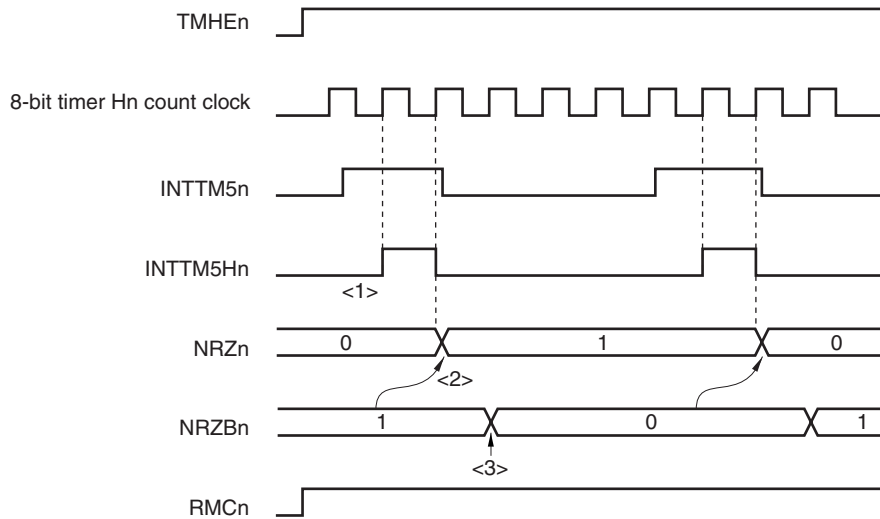 TMHEn
8-bit timer Hn count clock
INTTM5n
INTTM5Hn
<1>
NRZn 0 1 0
<2>
NRZBn 1 0 1
<3>
RMCn